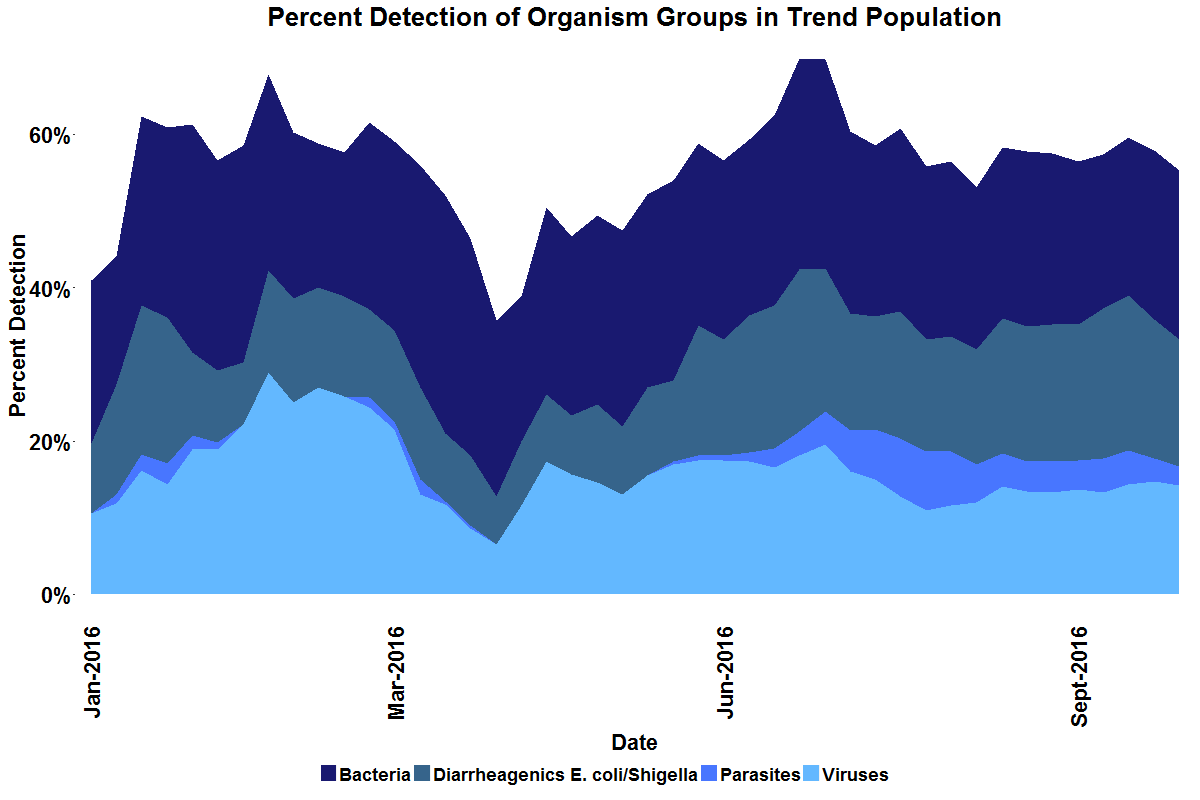 Percent Detection of Organism Groups in Trend Population
Percent Detection
60%
40%
20%
0%
Jan-2016
Mar-2016
Jun-2016
Sept-2016
Date
Bacteria Diarrheagenics E. coli/Shigella Parasites Viruses